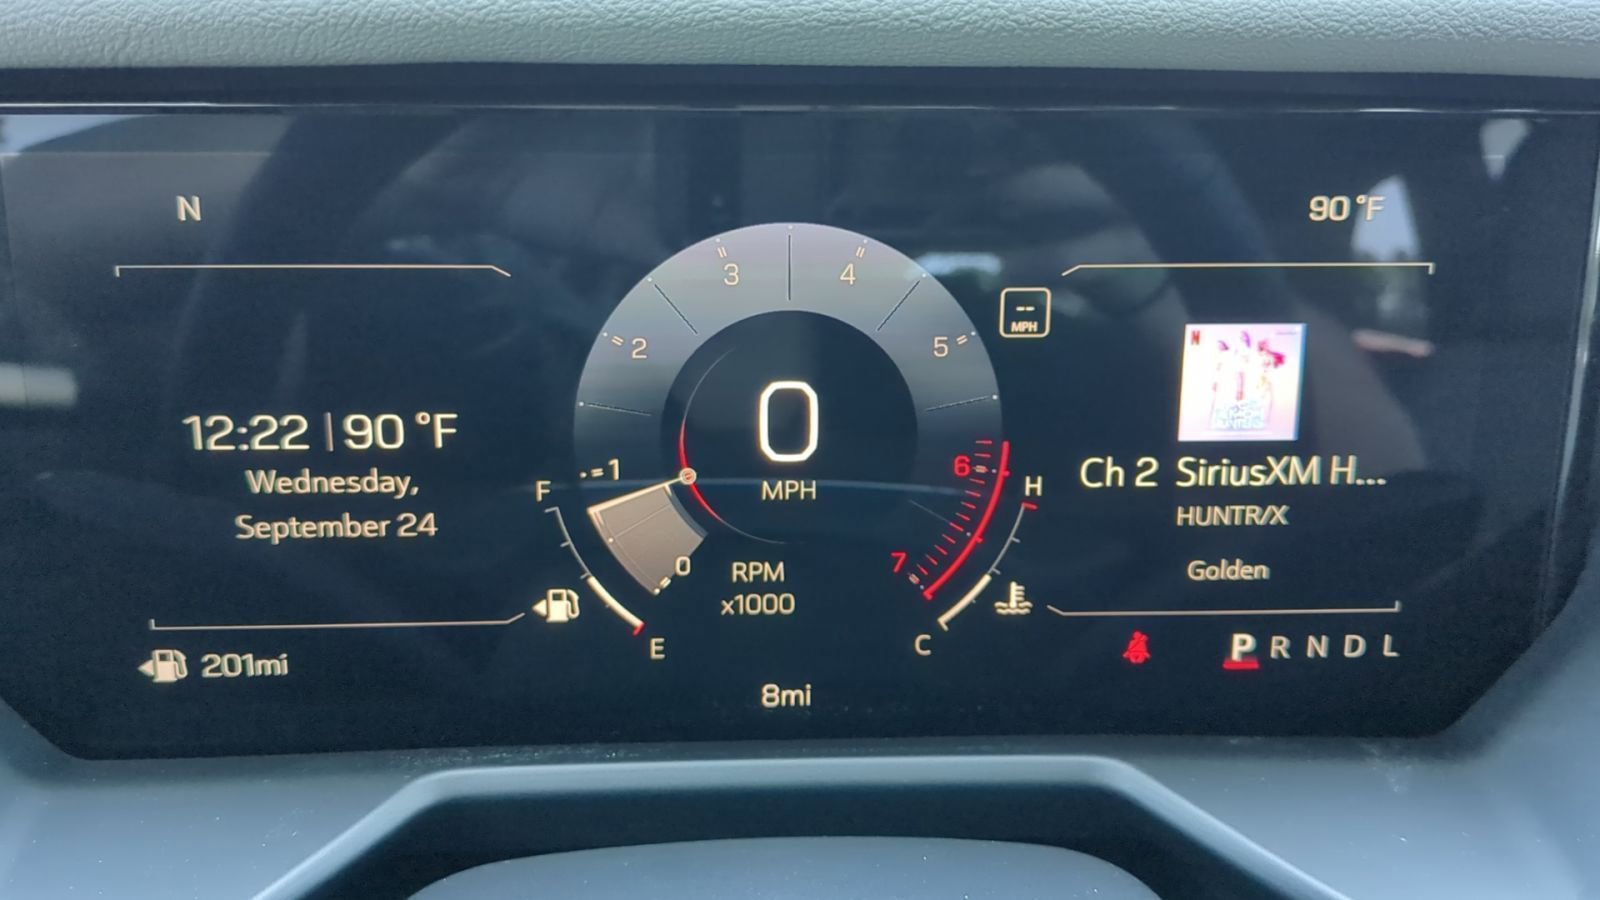 N
90 °F
3
4
2
5
--
MPH
12:22 | 90 °F
Wednesday,
September 24
0
MPH
1
6
F
H
Ch 2 SiriusXM H...
HUNTR/X
Golden
0
7
RPM
x1000
E
C
201mi
P R N D L
8mi